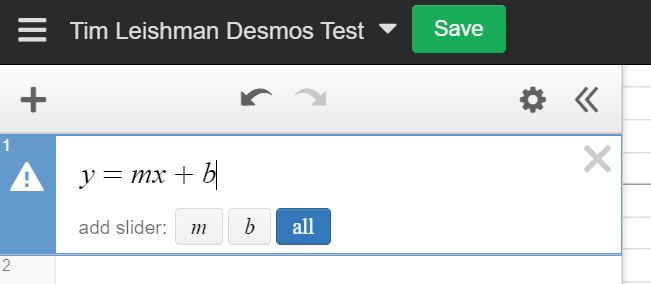 Tim Leishman Desmos Test Save
1
y = mx + b
add slider: m b all
2